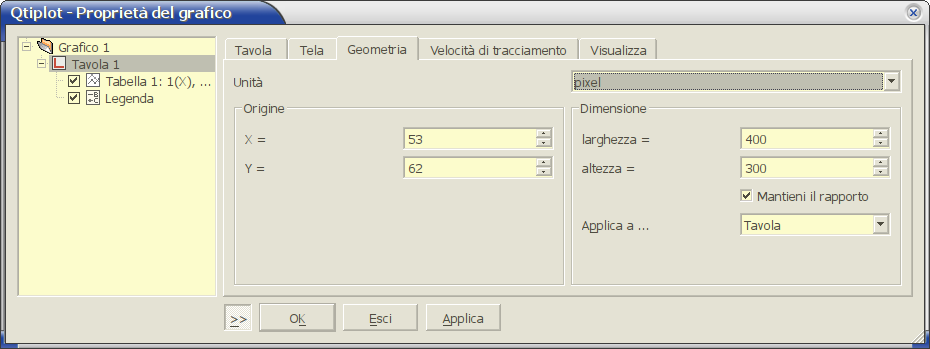 Qtiplot - Proprietà del grafico
Grafico 1
Tavola 1
Tabella 1: 1(X), ...
Legenda
Tavola
Tela
Geometria
Velocità di tracciamento
Visualizza
Unità
pixel
Origine
X =
53
Y =
62
Dimensione
larghezza =
400
altezza =
300
Mantieni il rapporto
Applica a ...
Tavola
>>
OK
Esci
Applica